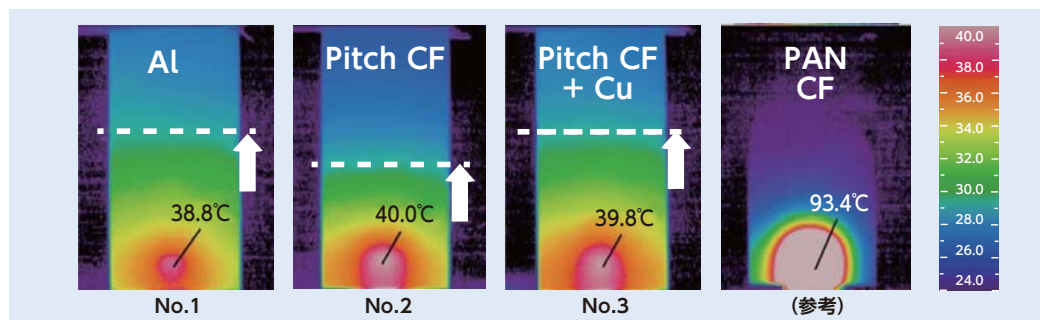 Al
38.8℃
No.1
Pitch CF
40.0℃
No.2
Pitch CF
+ Cu
39.8℃
No.3
PAN
CF
93.4℃
(参考)
40.0
38.0
36.0
34.0
32.0
30.0
28.0
26.0
24.0